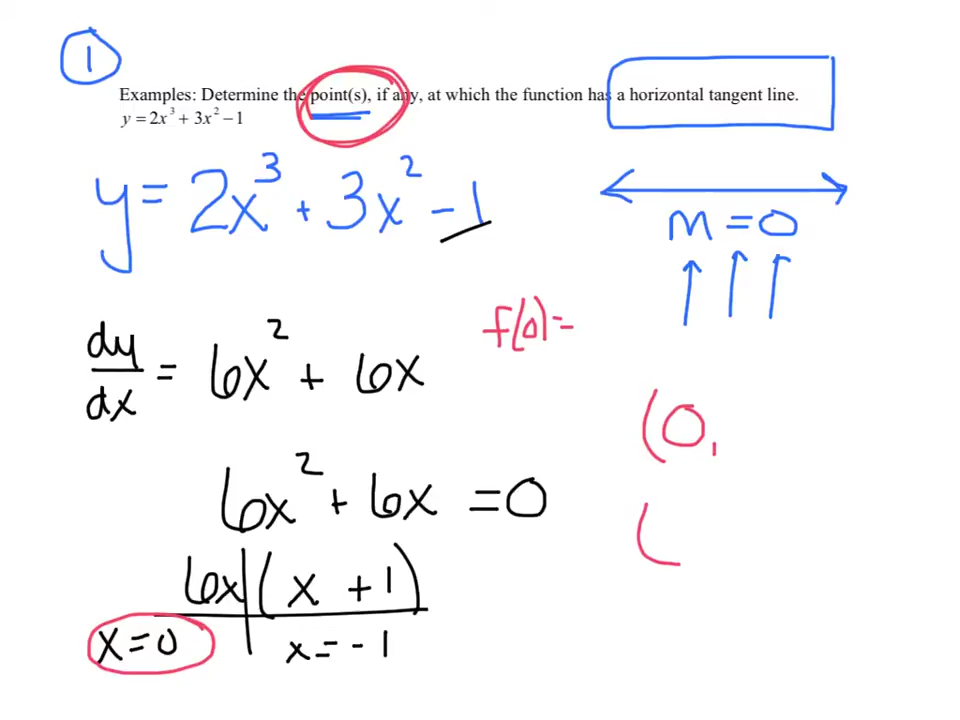 1
Examples: Determine the point(s), if any, at which the function has a horizontal tangent line.
y = 2x³ + 3x² − 1
y = 2x³ + 3x² − 1
m = 0
f(0) =
dy/dx = 6x² + 6x
(0,
6x² + 6x = 0
(
6x | (x + 1)
x = 0 | x = -1